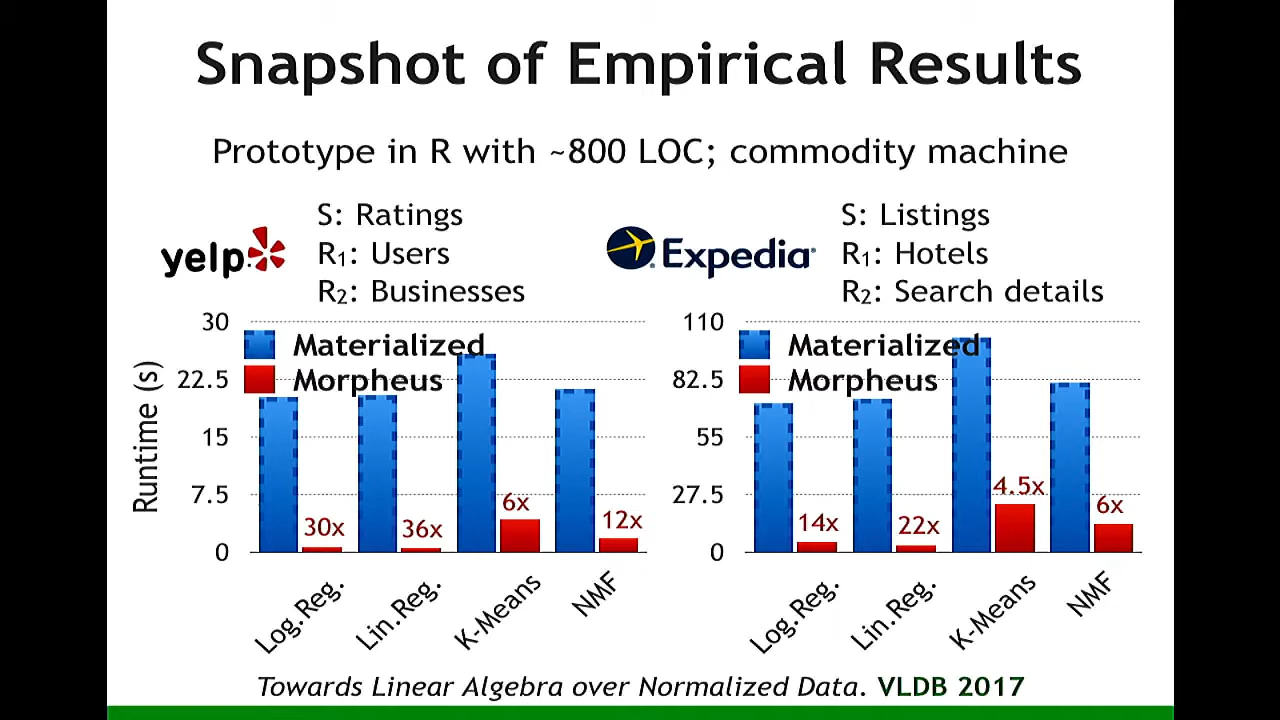 Snapshot of Empirical Results
Prototype in R with ~800 LOC; commodity machine
yelp
S: Ratings
R1: Users
R2: Businesses
Expedia
S: Listings
R1: Hotels
R2: Search details
Runtime (s)
30
22.5
15
7.5
0
Materialized
Morpheus
30x
36x
6x
12x
Log.Reg.
Lin.Reg.
K-Means
NMF
110
82.5
55
27.5
0
Materialized
Morpheus
14x
22x
4.5x
6x
Log.Reg.
Lin.Reg.
K-Means
NMF
Towards Linear Algebra over Normalized Data. VLDB 2017